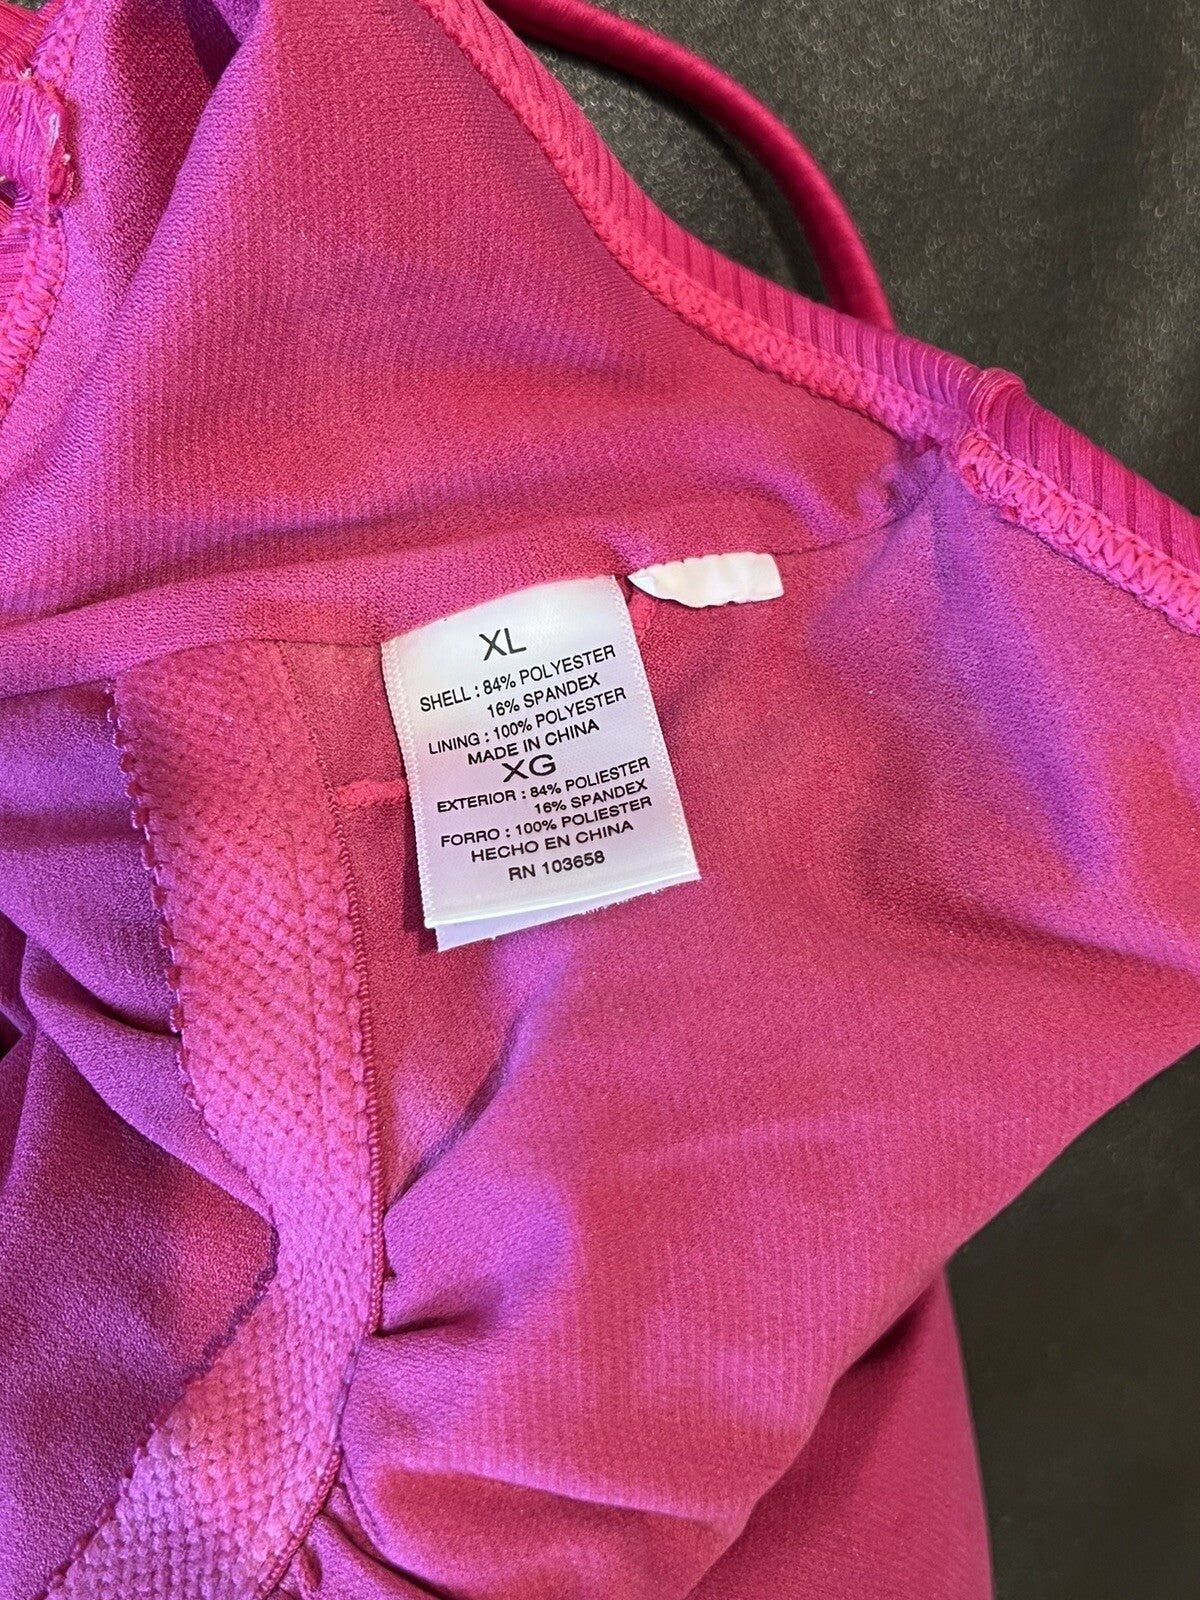 XL
SHELL : 84% POLYESTER
16% SPANDEX
LINING : 100% POLYESTER
MADE IN CHINA
XG
EXTERIOR : 84% POLIESTER
16% SPANDEX
FORRO : 100% POLIESTER
HECHO EN CHINA
RN 103658